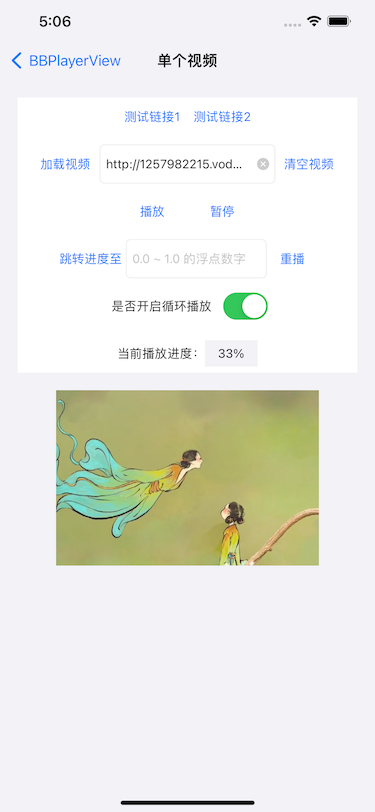 5:06
BBPlayerView 单个视频
测试链接1 测试链接2
加载视频 http://1257982215.vod... 清空视频
播放 暂停
跳转进度至 0.0 ~ 1.0 的浮点数字 重播
是否开启循环播放
当前播放进度： 33%